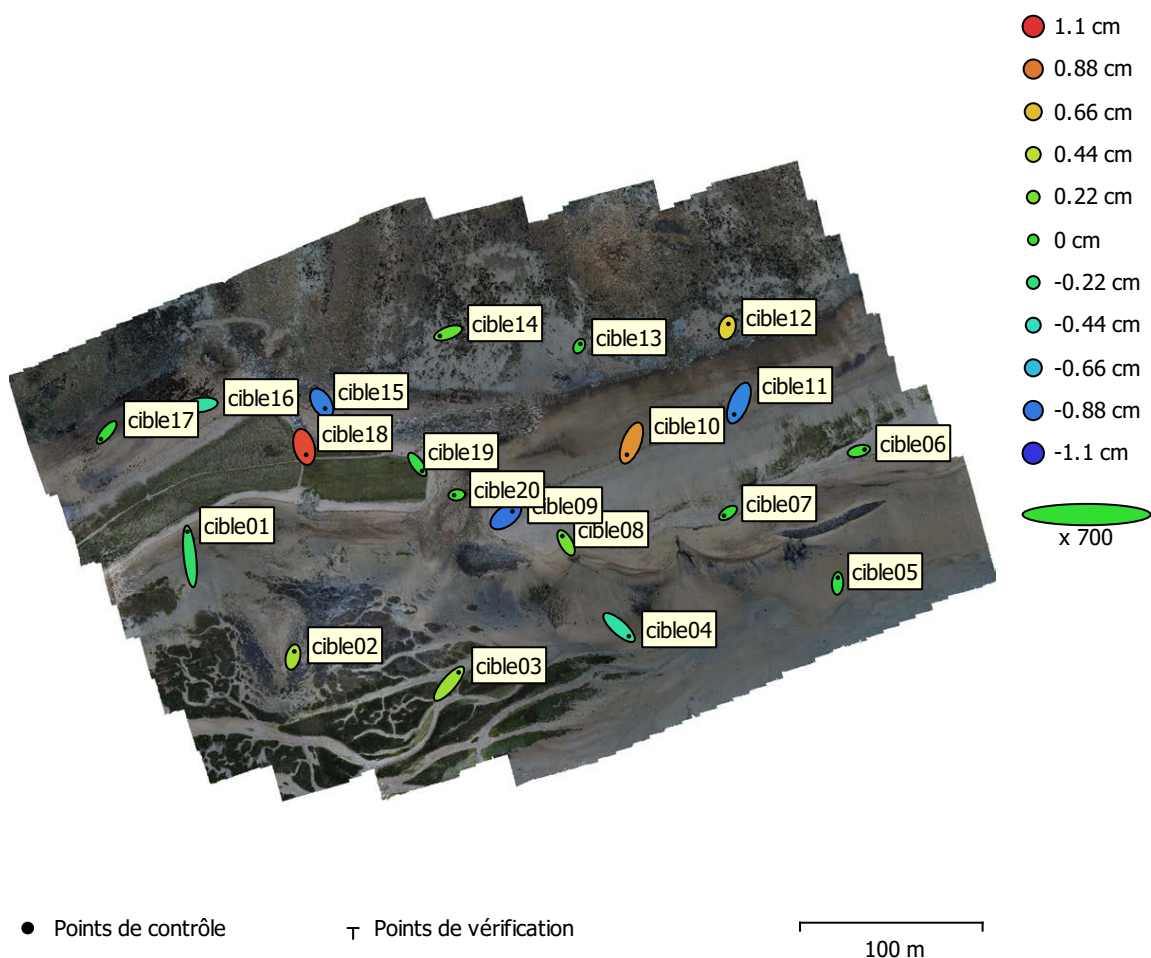 1.1 cm
0.88 cm
0.66 cm
0.44 cm
0.22 cm
0 cm
-0.22 cm
-0.44 cm
-0.66 cm
-0.88 cm
-1.1 cm
x 700
cible14
cible13
cible12
cible16
cible15
cible11
cible17
cible18
cible10
cible19
cible06
cible20
cible09
cible07
cible01
cible08
cible05
cible04
cible02
cible03
Points de contrôle
Points de vérification
100 m